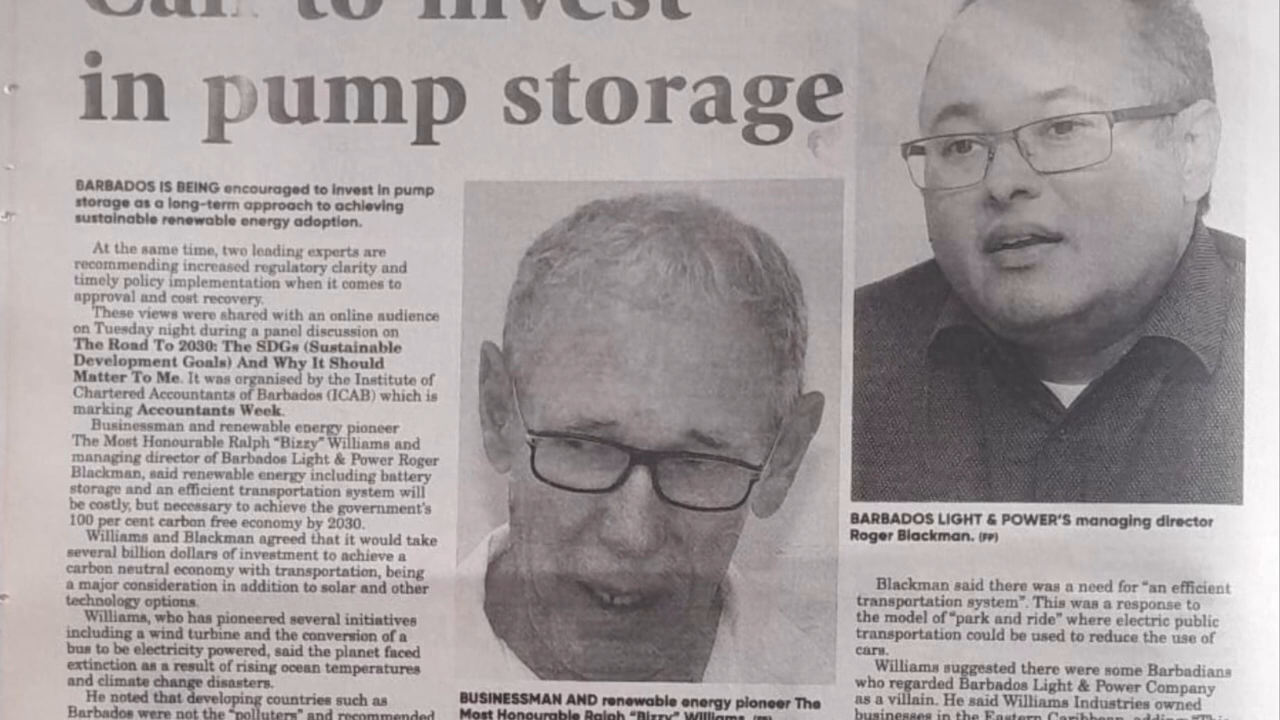 Call to invest
in pump storage
BARBADOS IS BEING encouraged to invest in pump
storage as a long-term approach to achieving
sustainable renewable energy adoption.
At the same time, two leading experts are
recommending increased regulatory clarity and
timely policy implementation when it comes to
approval and cost recovery.
These views were shared with an online audience
on Tuesday night during a panel discussion on
The Road To 2030: The SDGs (Sustainable
Development Goals) And Why It Should
Matter To Me. It was organised by the Institute of
Chartered Accountants of Barbados (ICAB) which is
marking Accountants Week.
Businessman and renewable energy pioneer
The Most Honourable Ralph "Bizzy" Williams and
managing director of Barbados Light & Power Roger
Blackman, said renewable energy including battery
storage and an efficient transportation system will
be costly, but necessary to achieve the government's
100 per cent carbon free economy by 2030.
Williams and Blackman agreed that it would take
several billion dollars of investment to achieve a
carbon neutral economy with transportation, being
a major consideration in addition to solar and other
technology options.
Williams, who has pioneered several initiatives
including a wind turbine and the conversion of a
bus to be electricity powered, said the planet faced
extinction as a result of rising ocean temperatures
and climate change disasters.
He noted that developing countries such as
Barbados were not the "polluters" and recommended
BUSINESSMAN AND renewable energy pioneer The
Most Honourable Ralph "Bizzy" Williams. (FP)
BARBADOS LIGHT & POWER'S managing director
Roger Blackman. (FP)
Blackman said there was a need for "an efficient
transportation system". This was a response to
the model of "park and ride" where electric public
transportation could be used to reduce the use of
cars.
Williams suggested there were some Barbadians
who regarded Barbados Light & Power Company
as a villain. He said Williams Industries owned
businesses in the Eastern Caribbean